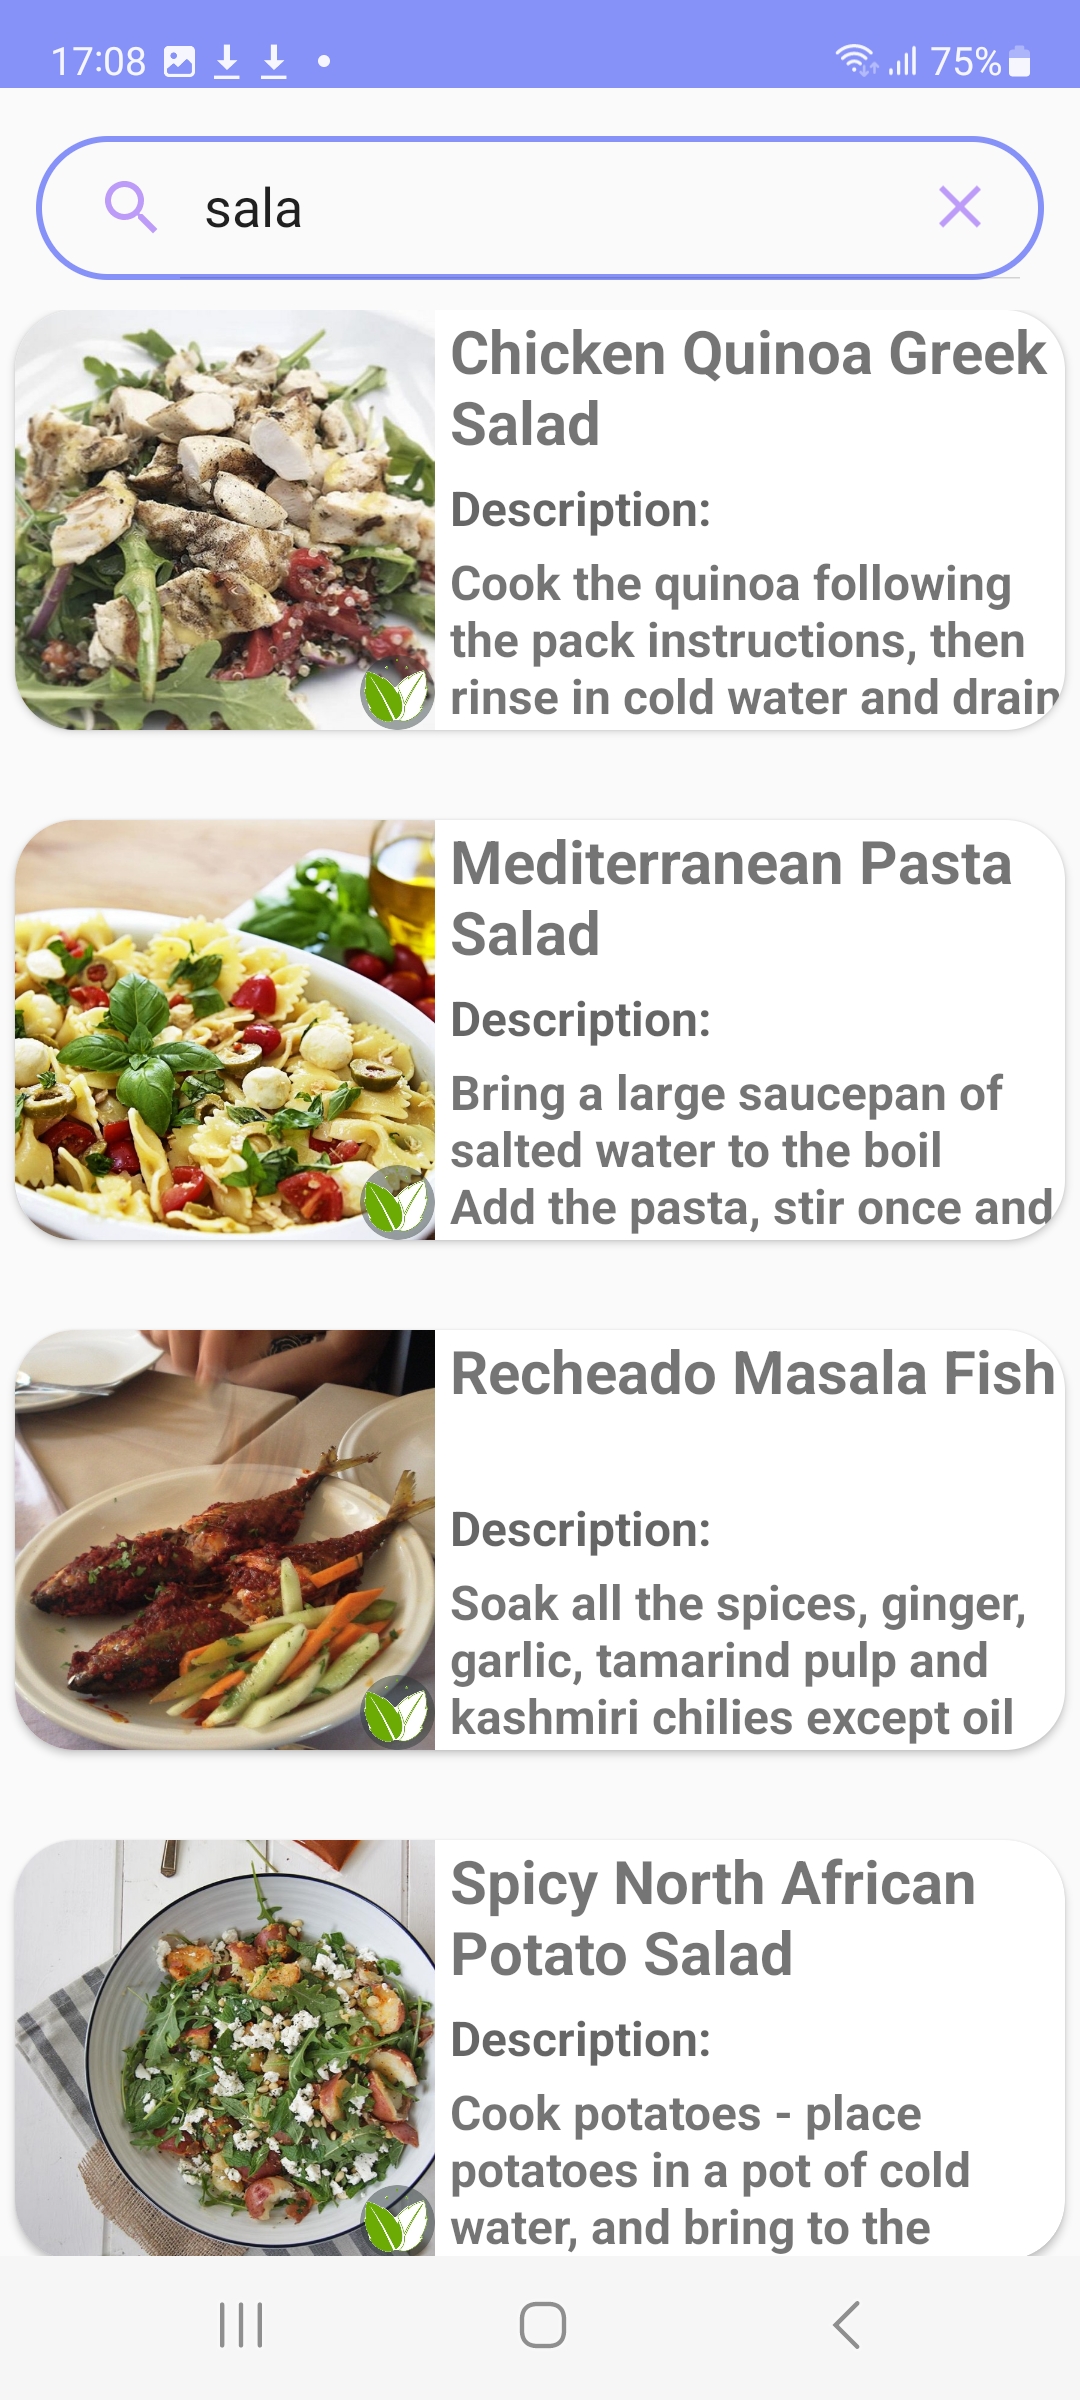 17:08
75%
sala
Chicken Quinoa Greek
Salad
Description:
Cook the quinoa following
the pack instructions, then
rinse in cold water and drain
Mediterranean Pasta
Salad
Description:
Bring a large saucepan of
salted water to the boil
Add the pasta, stir once and
Recheado Masala Fish
Description:
Soak all the spices, ginger,
garlic, tamarind pulp and
kashmiri chilies except oil
Spicy North African
Potato Salad
Description:
Cook potatoes - place
potatoes in a pot of cold
water, and bring to the